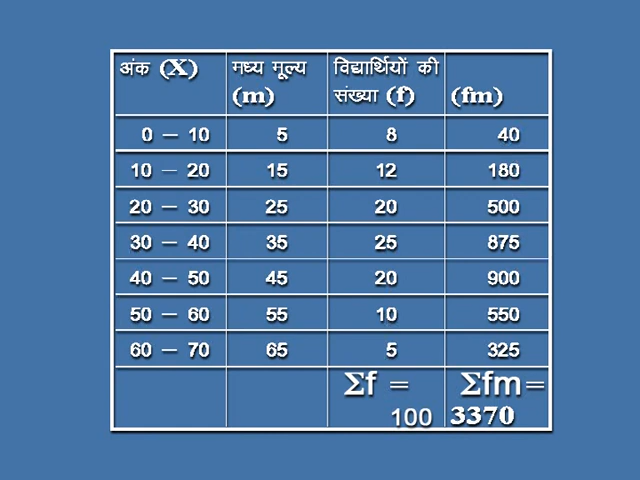 अंक (X) मध्य मूल्य (m) विद्यार्थियों की संख्या (f) (fm)
0 – 10 5 8 40
10 – 20 15 12 180
20 – 30 25 20 500
30 – 40 35 25 875
40 – 50 45 20 900
50 – 60 55 10 550
60 – 70 65 5 325
Σf = 100 Σfm = 3370